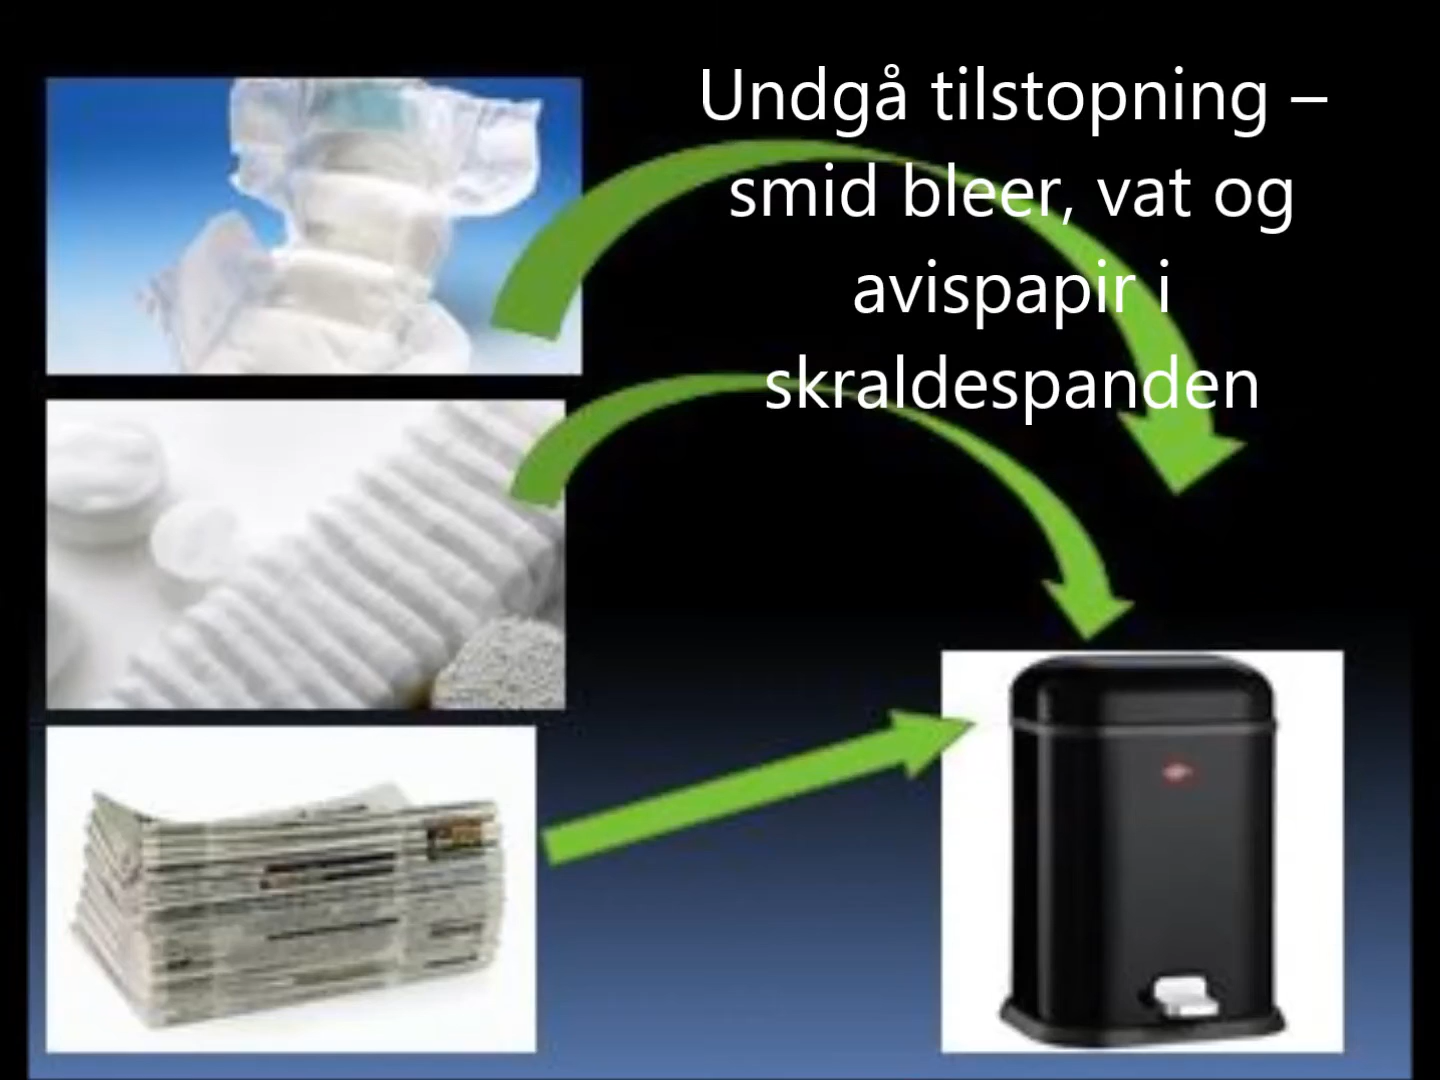 Undgå tilstopning –
smid bleer, vat og
avispapir i
skraldespanden